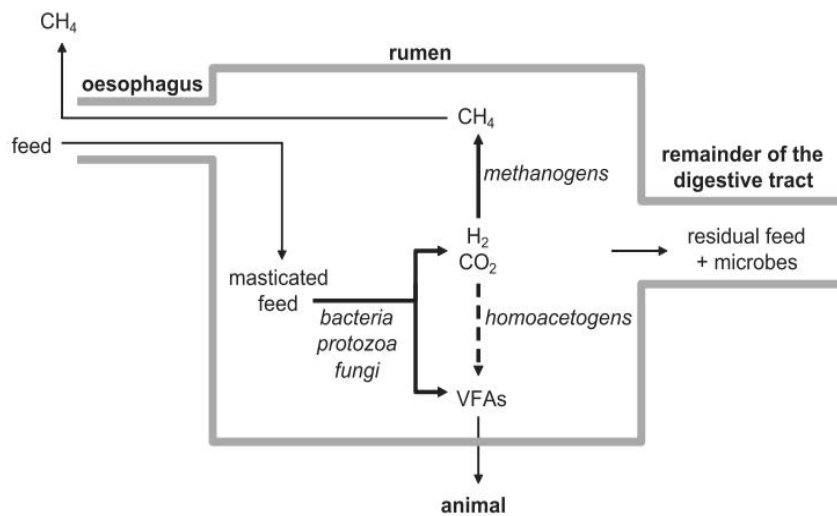 CH₄
rumen
oesophagus
CH₄
feed
methanogens
remainder of the
digestive tract
H₂
CO₂
residual feed
+ microbes
masticated
feed
bacteria
protozoa
fungi
homoacetogens
VFAs
animal